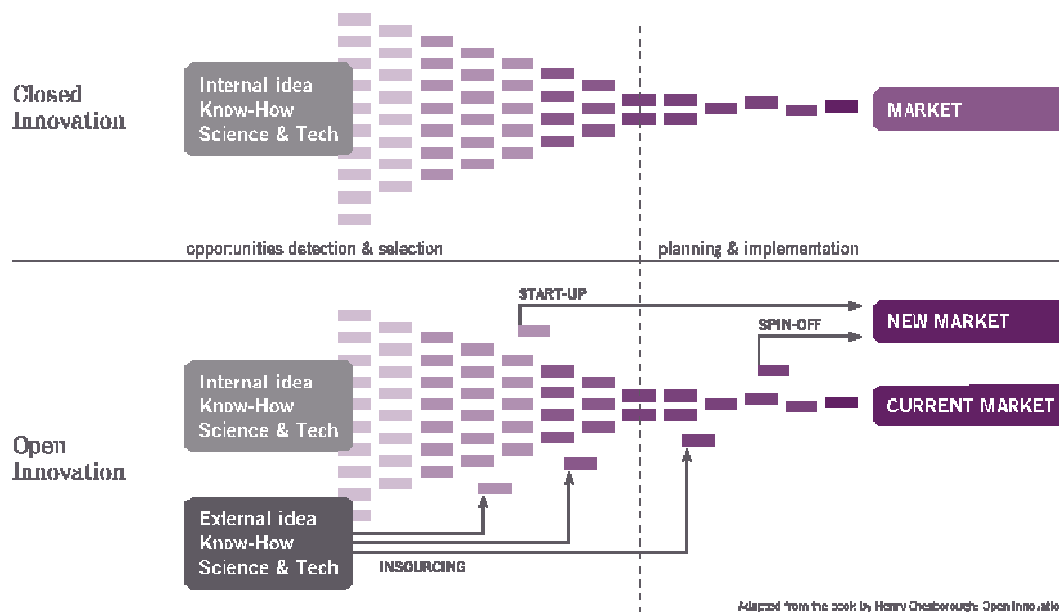 Closed
Innovation
Internal idea
Know-How
Science & Tech
MARKET
opportunities detection & selection
planning & implementation
START-UP
NEW MARKET
SPIN-OFF
Internal idea
Know-How
Science & Tech
CURRENT MARKET
Open
Innovation
External idea
Know-How
Science & Tech
INSOURCING
Adapted from the book by Henry Chesborough: Open Innovatio